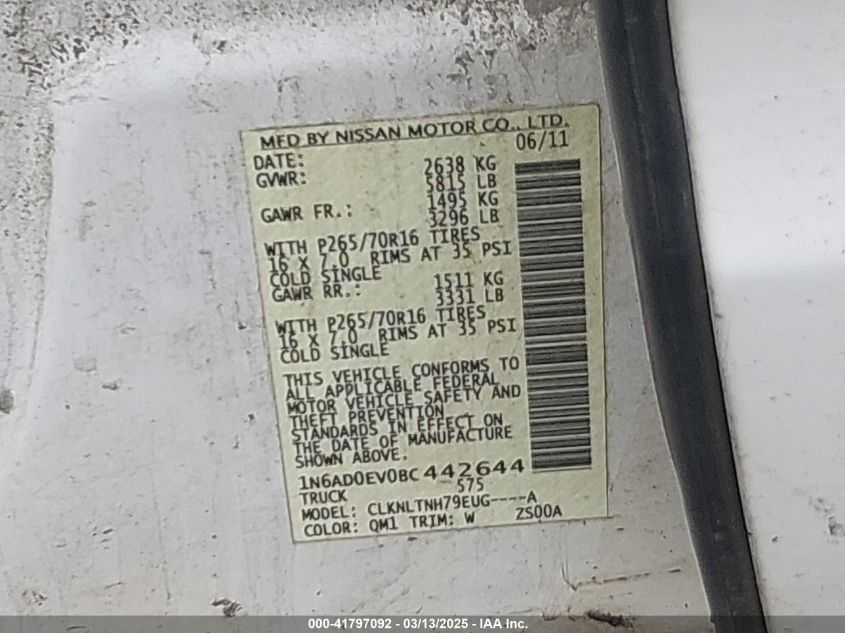 MFD BY NISSAN MOTOR CO., LTD.
DATE: 06/11
GVWR: 2638 KG
5815 LB
GAWR FR.: 1495 KG
3296 LB
WITH P265/70R16 TIRES
16 X 7.0 RIMS AT 35 PSI
COLD SINGLE
GAWR RR.: 1511 KG
3331 LB
WITH P265/70R16 TIRES
16 X 7.0 RIMS AT 35 PSI
COLD SINGLE
THIS VEHICLE CONFORMS TO
ALL APPLICABLE FEDERAL
MOTOR VEHICLE SAFETY AND
THEFT PREVENTION
STANDARDS IN EFFECT ON
THE DATE OF MANUFACTURE
SHOWN ABOVE.
1N6AD0EV0BC442644
TRUCK 575
MODEL: CLKNLTNH79EUG----A
COLOR: QM1 TRIM: W ZS00A
000-41797092 - 03/13/2025 - IAA Inc.